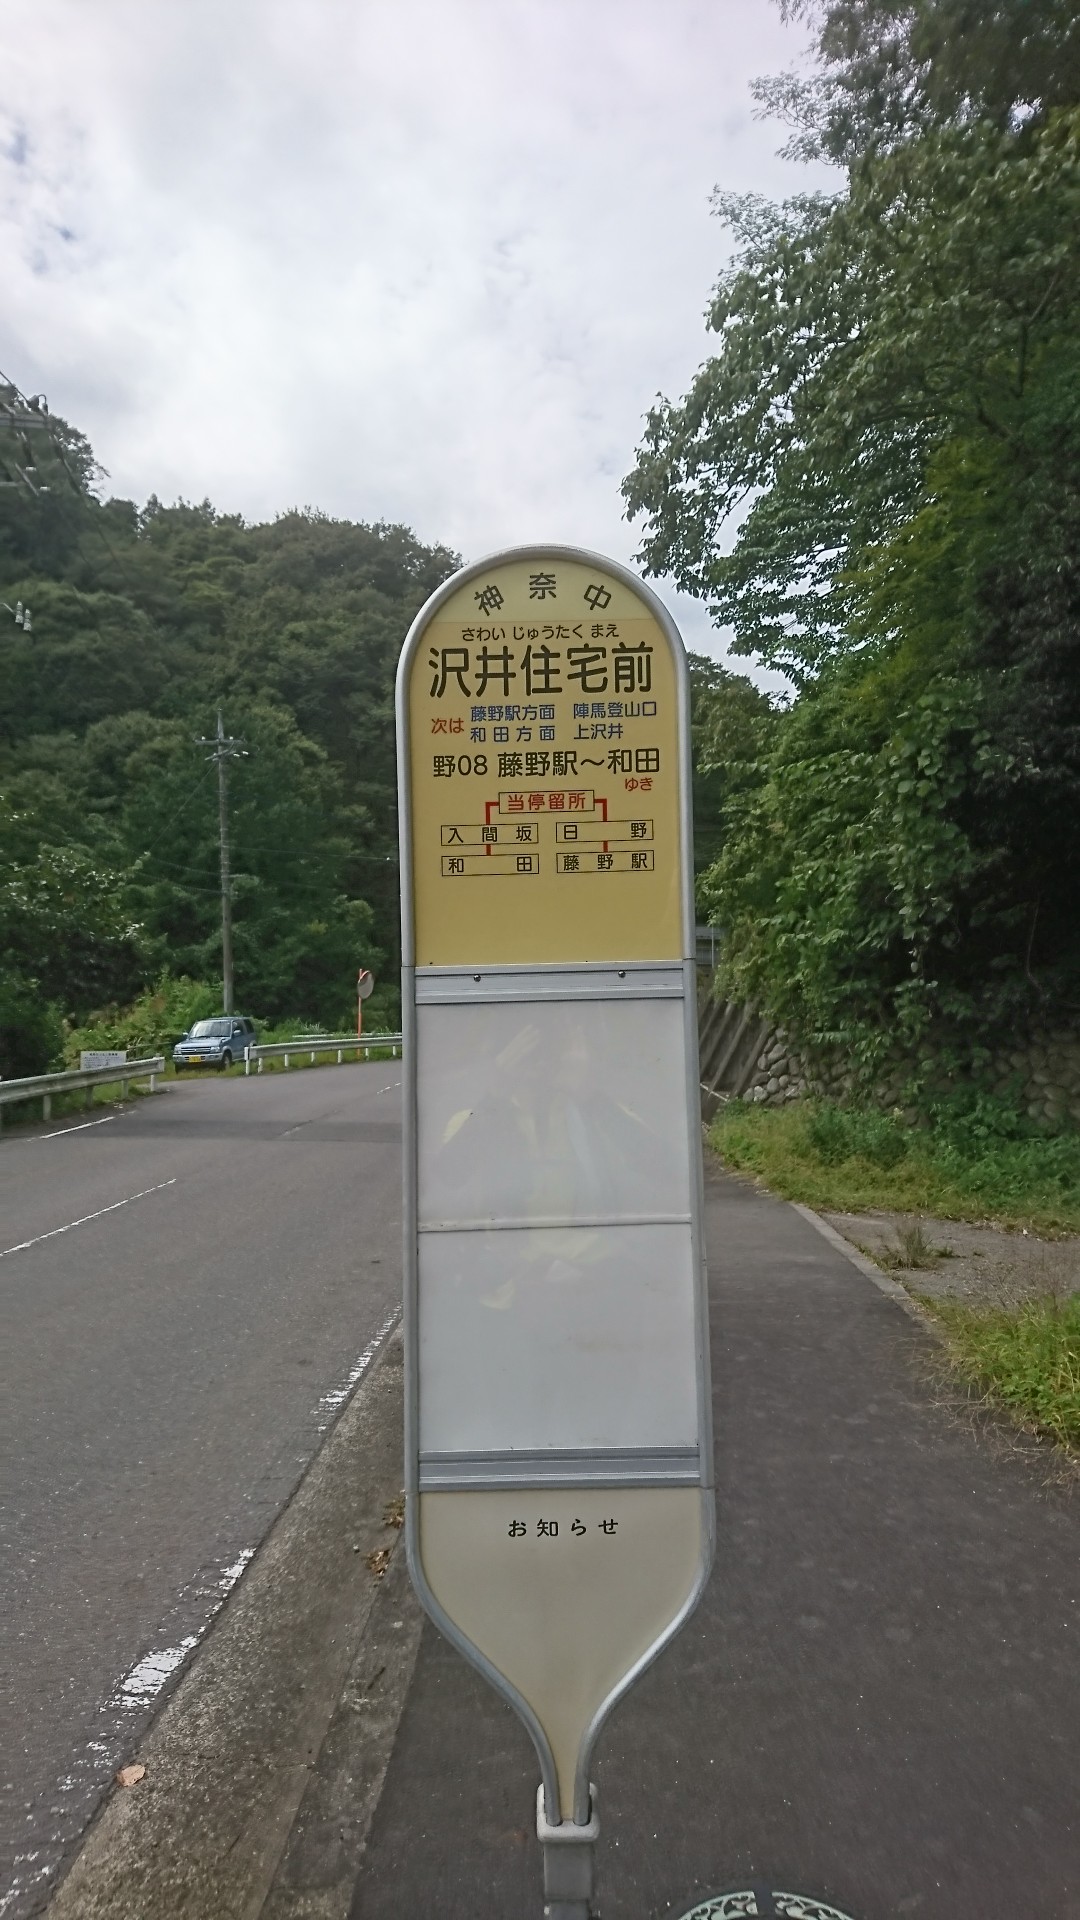 神奈中
さわい じゅうたく まえ
沢井住宅前
次は
藤野駅方面 陣馬登山口
和田方面 上沢井
野08 藤野駅～和田
ゆき
当停留所
入間坂 日野
和田 藤野駅
お知らせ